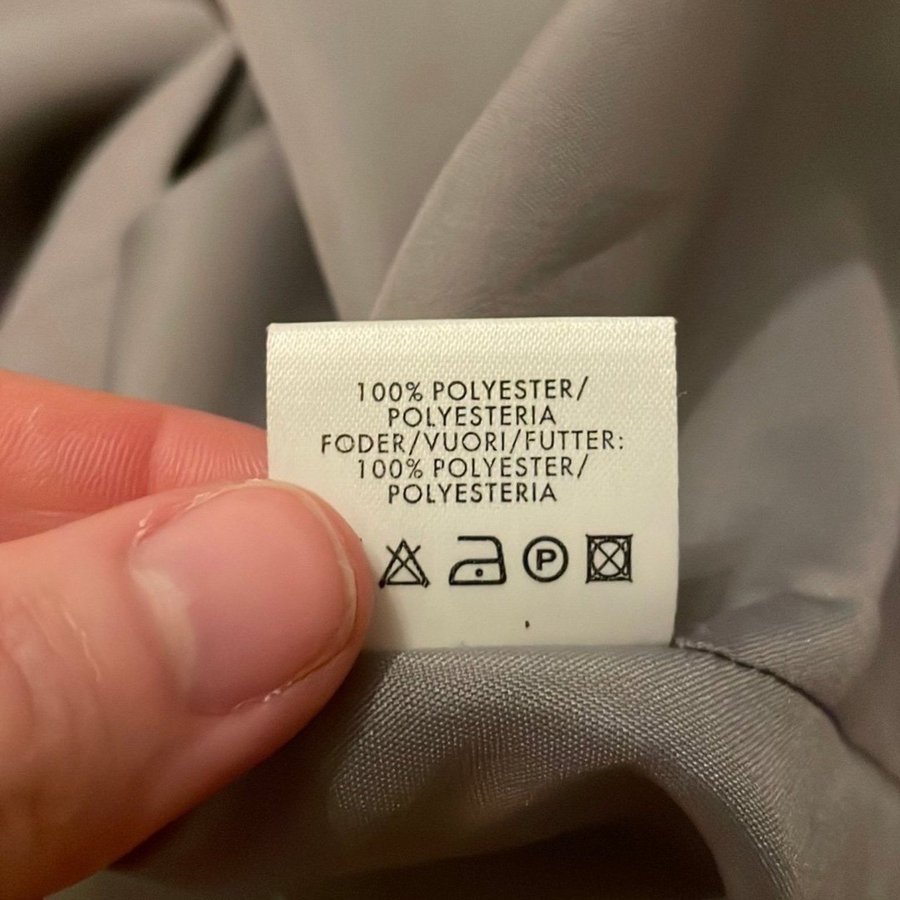 100% POLYESTER/
POLYESTERIA
FODER/VUORI/FUTTER:
100% POLYESTER/
POLYESTERIA
P